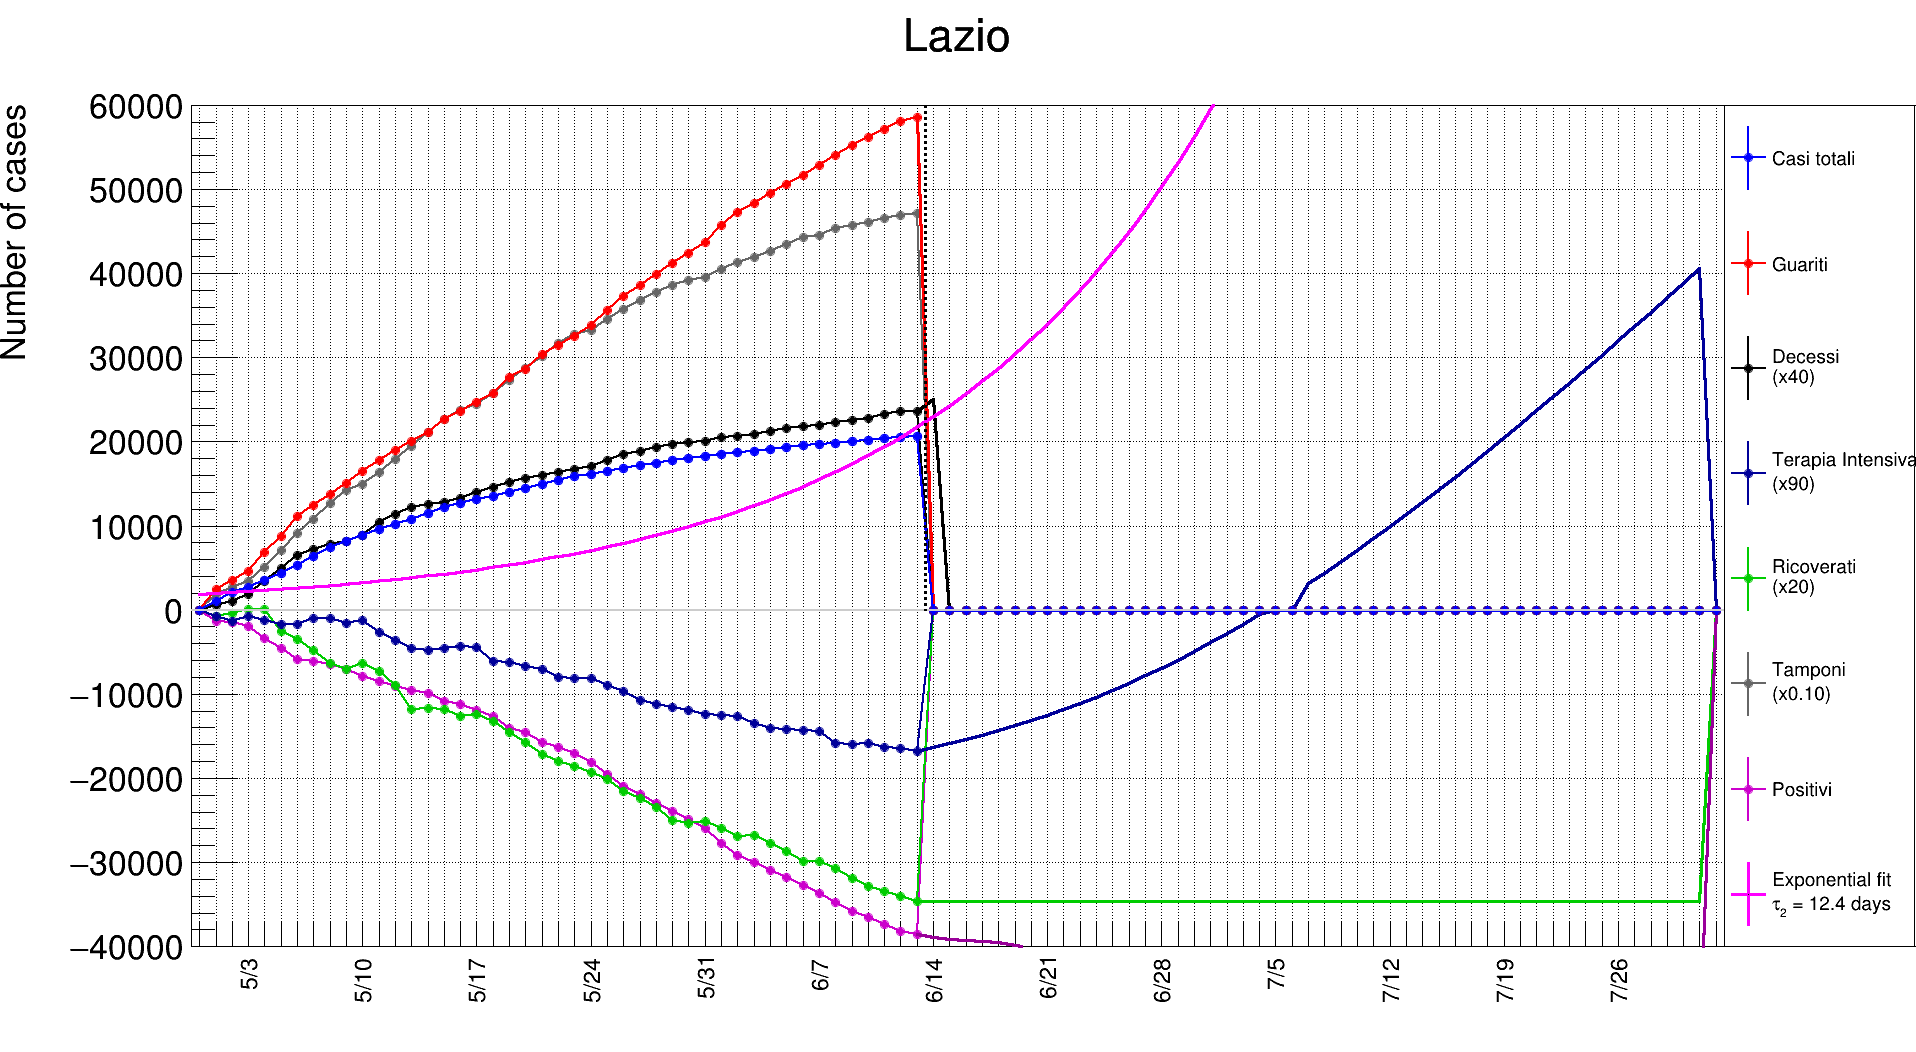 Lazio
Number of cases
60000
50000
40000
30000
20000
10000
0
−10000
−20000
−30000
−40000
5/3
5/10
5/17
5/24
5/31
6/7
6/14
6/21
6/28
7/5
7/12
7/19
7/26
Casi totali
Guariti
Decessi
(x40)
Terapia Intensiva
(x90)
Ricoverati
(x20)
Tamponi
(x0.10)
Positivi
Exponential fit
τ2 = 12.4 days